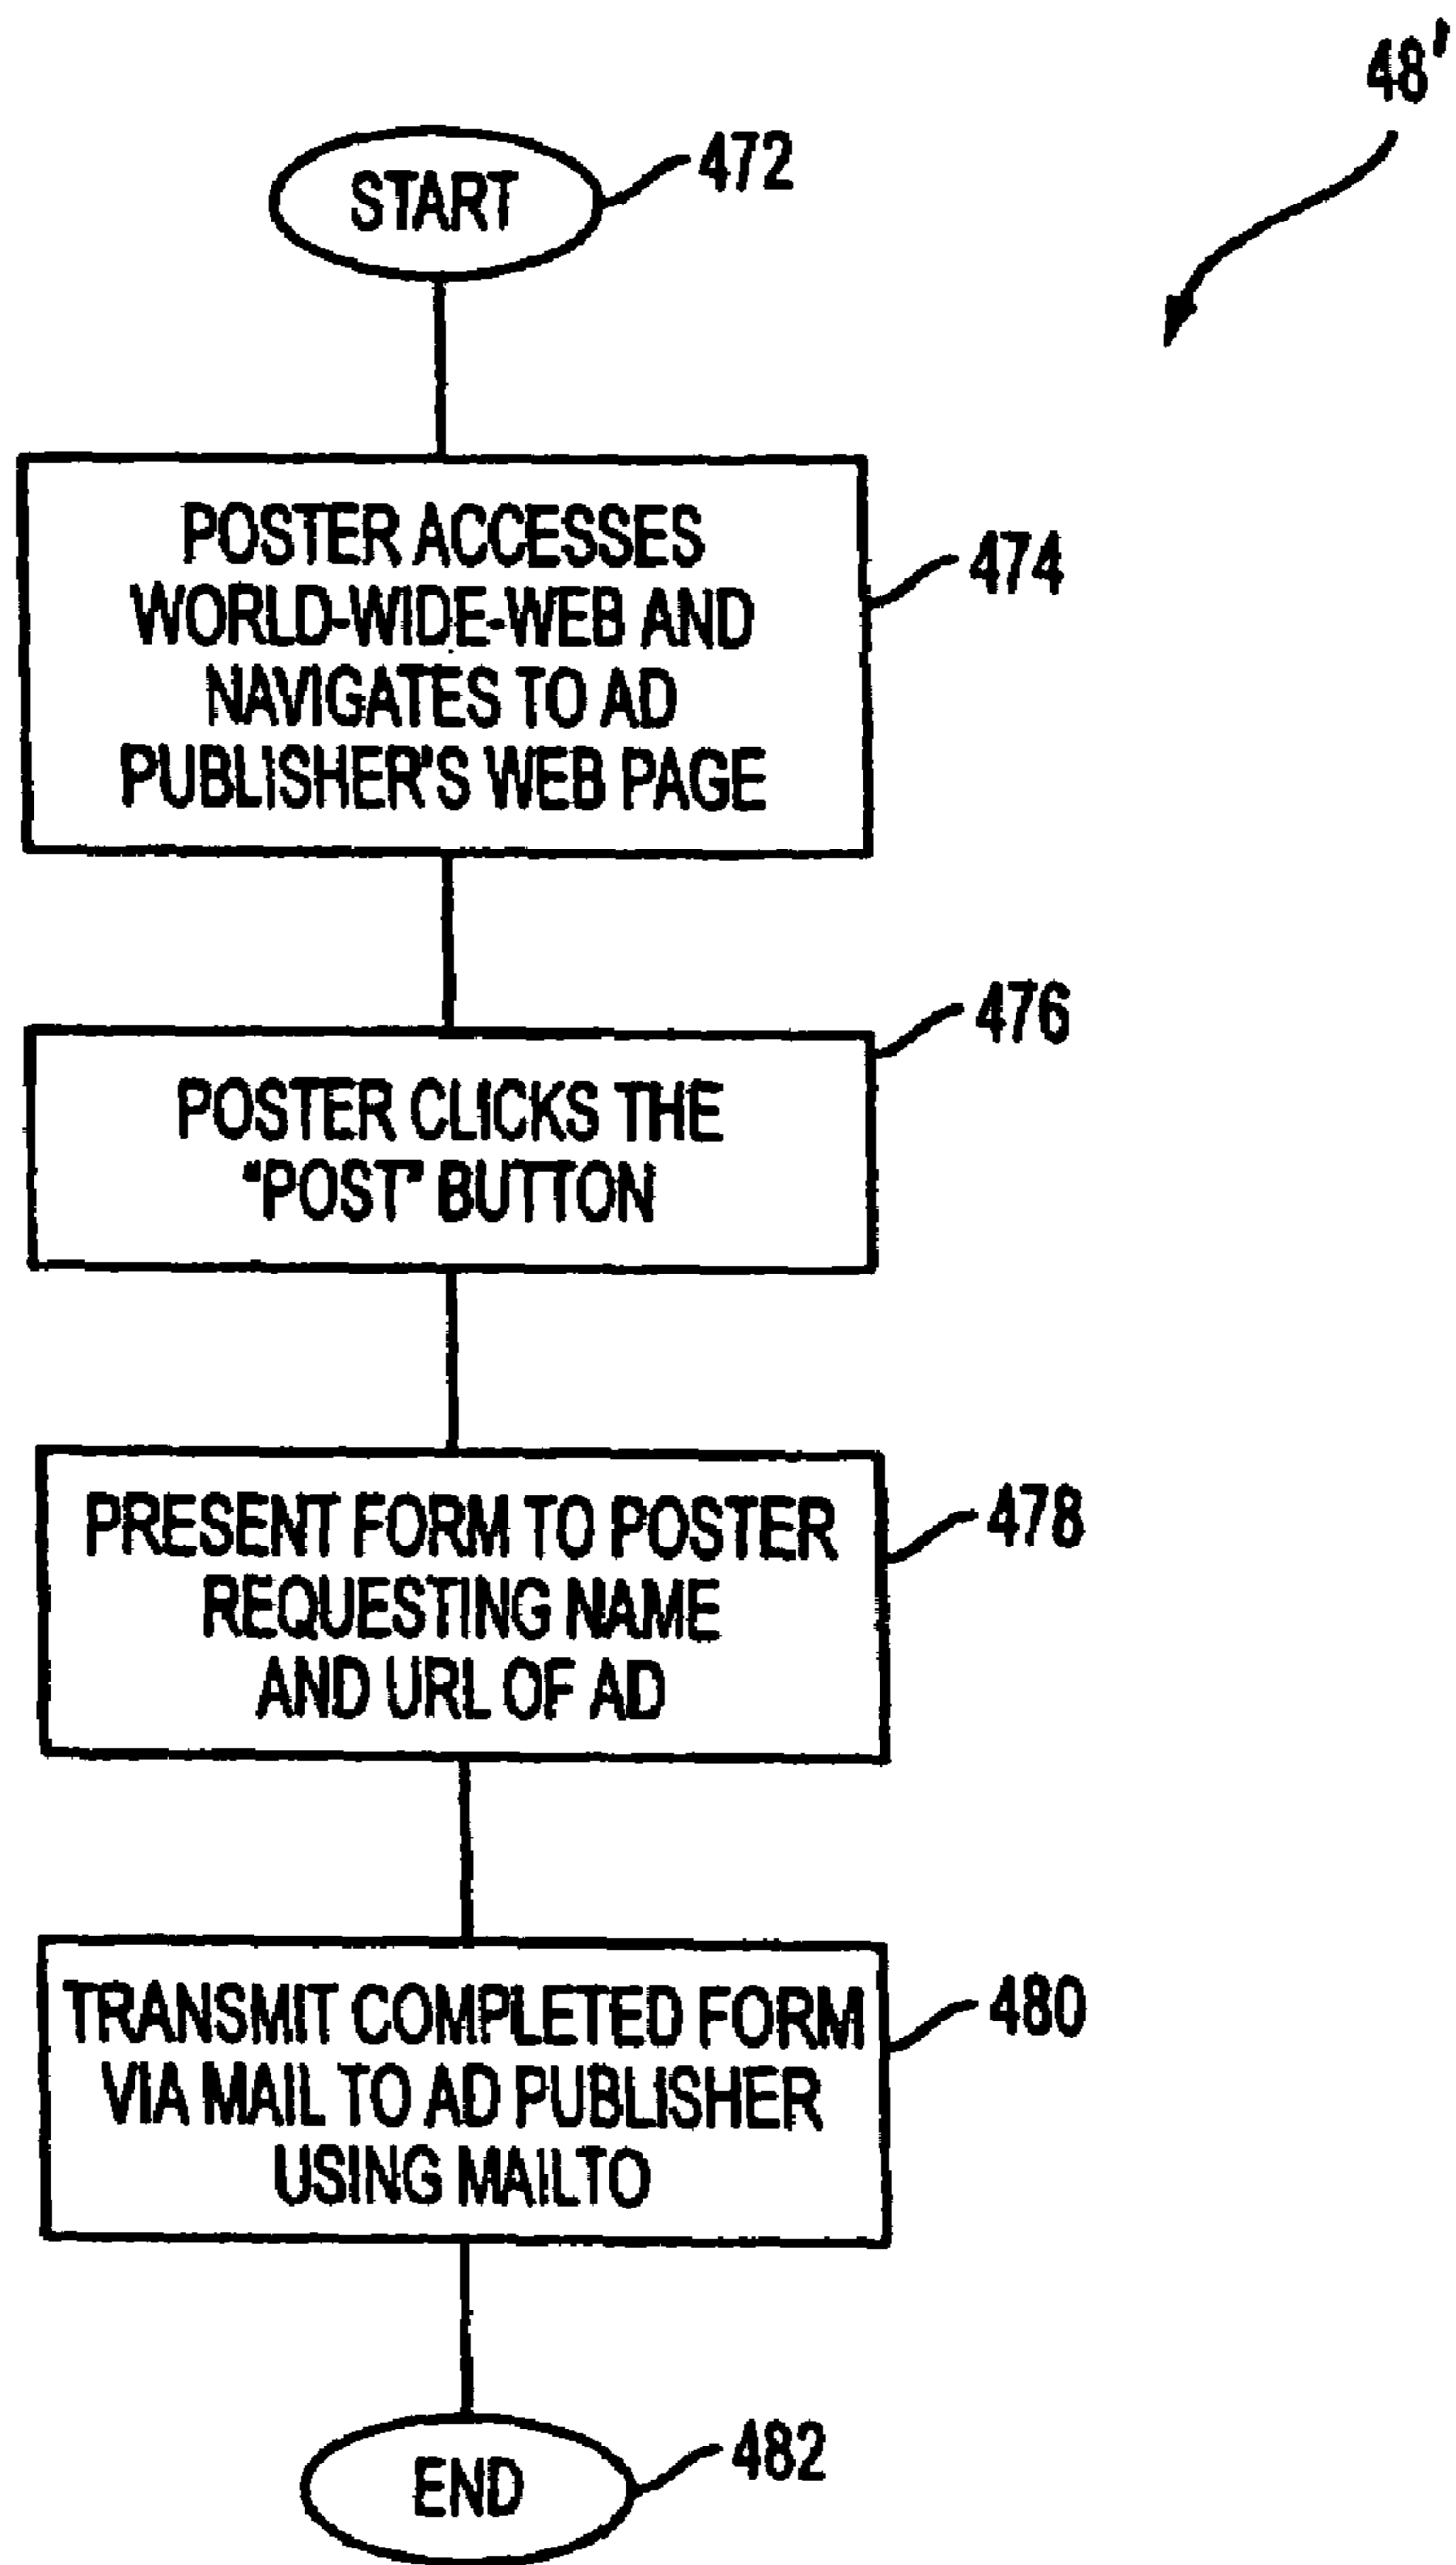 48'
START
472
POSTER ACCESSES
WORLD-WIDE-WEB AND
NAVIGATES TO AD
PUBLISHER'S WEB PAGE
474
476
POSTER CLICKS THE
"POST" BUTTON
478
PRESENT FORM TO POSTER
REQUESTING NAME
AND URL OF AD
480
TRANSMIT COMPLETED FORM
VIA MAIL TO AD PUBLISHER
USING MAILTO
END
482